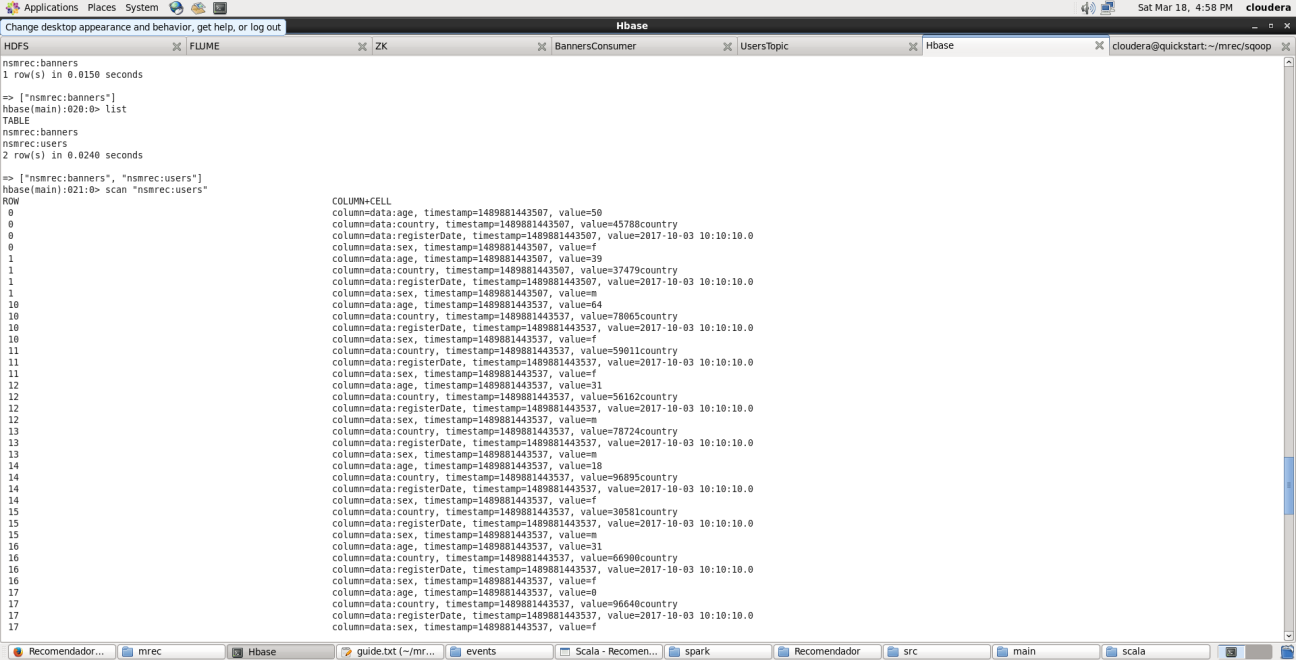 Applications Places System Sat Mar 18, 4:58 PM cloudera
Change desktop appearance and behavior, get help, or log out Hbase
HDFS FLUME ZK BannersConsumer UsersTopic Hbase cloudera@quickstart:~/mrec/sqoop
nsmrec:banners
1 row(s) in 0.0150 seconds
=> ["nsmrec:banners"]
hbase(main):020:0> list
TABLE
nsmrec:banners
nsmrec:users
2 row(s) in 0.0240 seconds
=> ["nsmrec:banners", "nsmrec:users"]
hbase(main):021:0> scan "nsmrec:users"
ROW COLUMN+CELL
0 column=data:age, timestamp=1489881443507, value=50
0 column=data:country, timestamp=1489881443507, value=45788country
0 column=data:registerDate, timestamp=1489881443507, value=2017-10-03 10:10:10.0
0 column=data:sex, timestamp=1489881443507, value=f
1 column=data:age, timestamp=1489881443507, value=39
1 column=data:country, timestamp=1489881443507, value=37479country
1 column=data:registerDate, timestamp=1489881443507, value=2017-10-03 10:10:10.0
1 column=data:sex, timestamp=1489881443507, value=m
10 column=data:age, timestamp=1489881443537, value=64
10 column=data:country, timestamp=1489881443537, value=78065country
10 column=data:registerDate, timestamp=1489881443537, value=2017-10-03 10:10:10.0
10 column=data:sex, timestamp=1489881443537, value=f
11 column=data:country, timestamp=1489881443537, value=59011country
11 column=data:registerDate, timestamp=1489881443537, value=2017-10-03 10:10:10.0
11 column=data:sex, timestamp=1489881443537, value=f
12 column=data:age, timestamp=1489881443537, value=31
12 column=data:country, timestamp=1489881443537, value=56162country
12 column=data:registerDate, timestamp=1489881443537, value=2017-10-03 10:10:10.0
12 column=data:sex, timestamp=1489881443537, value=m
13 column=data:country, timestamp=1489881443537, value=78724country
13 column=data:registerDate, timestamp=1489881443537, value=2017-10-03 10:10:10.0
13 column=data:sex, timestamp=1489881443537, value=m
14 column=data:age, timestamp=1489881443537, value=18
14 column=data:country, timestamp=1489881443537, value=96895country
14 column=data:registerDate, timestamp=1489881443537, value=2017-10-03 10:10:10.0
14 column=data:sex, timestamp=1489881443537, value=f
15 column=data:country, timestamp=1489881443537, value=30581country
15 column=data:registerDate, timestamp=1489881443537, value=2017-10-03 10:10:10.0
15 column=data:sex, timestamp=1489881443537, value=m
16 column=data:age, timestamp=1489881443537, value=31
16 column=data:country, timestamp=1489881443537, value=66900country
16 column=data:registerDate, timestamp=1489881443537, value=2017-10-03 10:10:10.0
16 column=data:sex, timestamp=1489881443537, value=f
17 column=data:age, timestamp=1489881443537, value=0
17 column=data:country, timestamp=1489881443537, value=96640country
17 column=data:registerDate, timestamp=1489881443537, value=2017-10-03 10:10:10.0
17 column=data:sex, timestamp=1489881443537, value=f
Recomendador... mrec Hbase guide.txt (~/mr... events Scala - Recomen... spark Recomendador src main scala